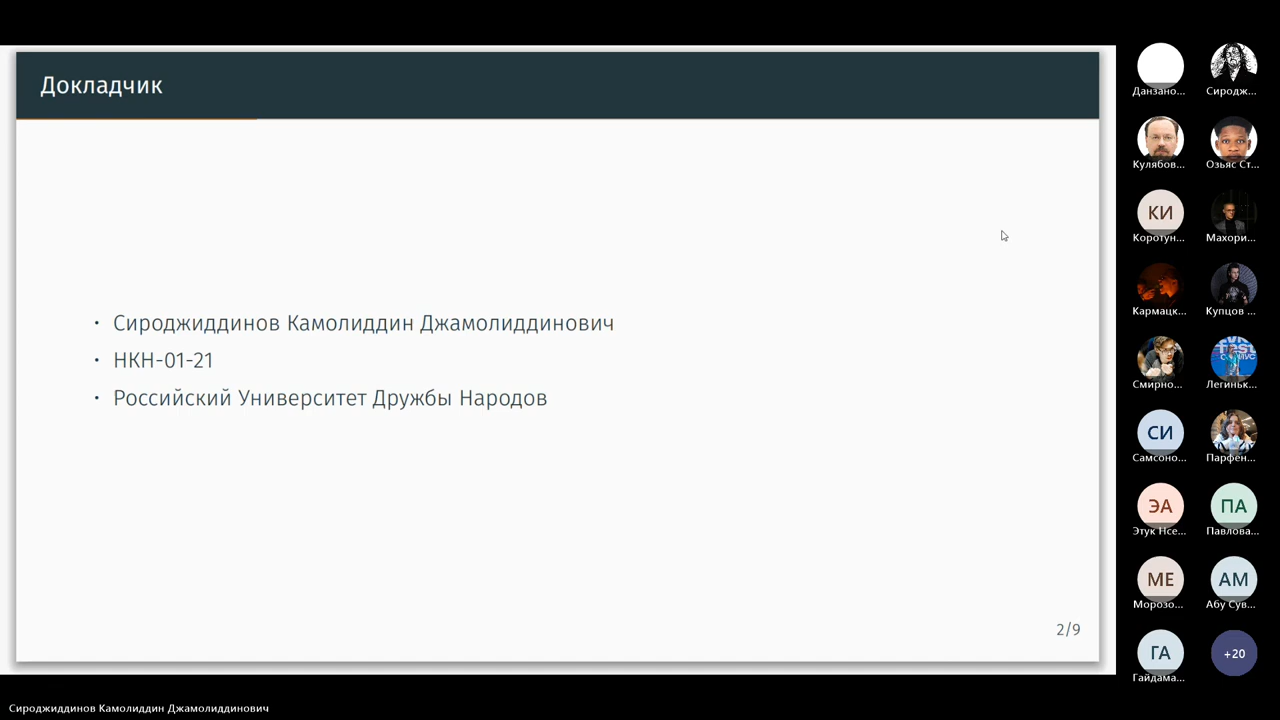 Докладчик
• Сироджиддинов Камолиддин Джамолиддинович
• НКН-01-21
• Российский Университет Дружбы Народов
2/9
Данзано...
Сиродж...
Кулябов...
Озьяс Ст...
КИ
Коротун...
Махори...
Кармацк...
Купцов ...
Смирно...
Легиньк...
СИ
Самсоно...
Парфён...
ЭА
Этук Нсе...
ПА
Павлова...
МЕ
Морозо...
АМ
Абу Сув...
ГА
Гайдама...
+20
Сироджиддинов Камолиддин Джамолиддинович